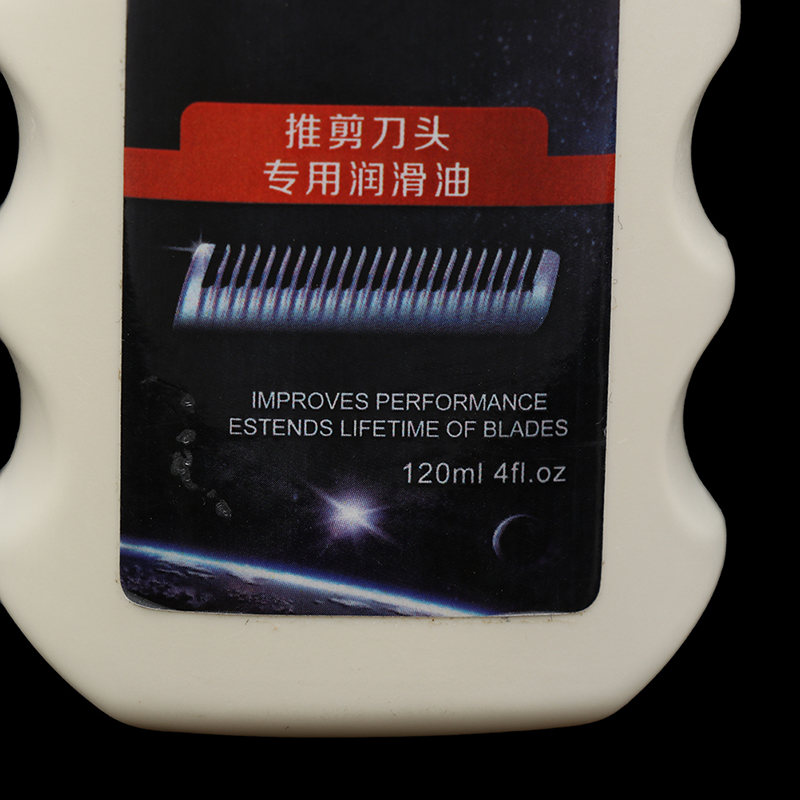 推剪刀头
专用润滑油
IMPROVES PERFORMANCE
ESTENDS LIFETIME OF BLADES
120ml 4fl.oz